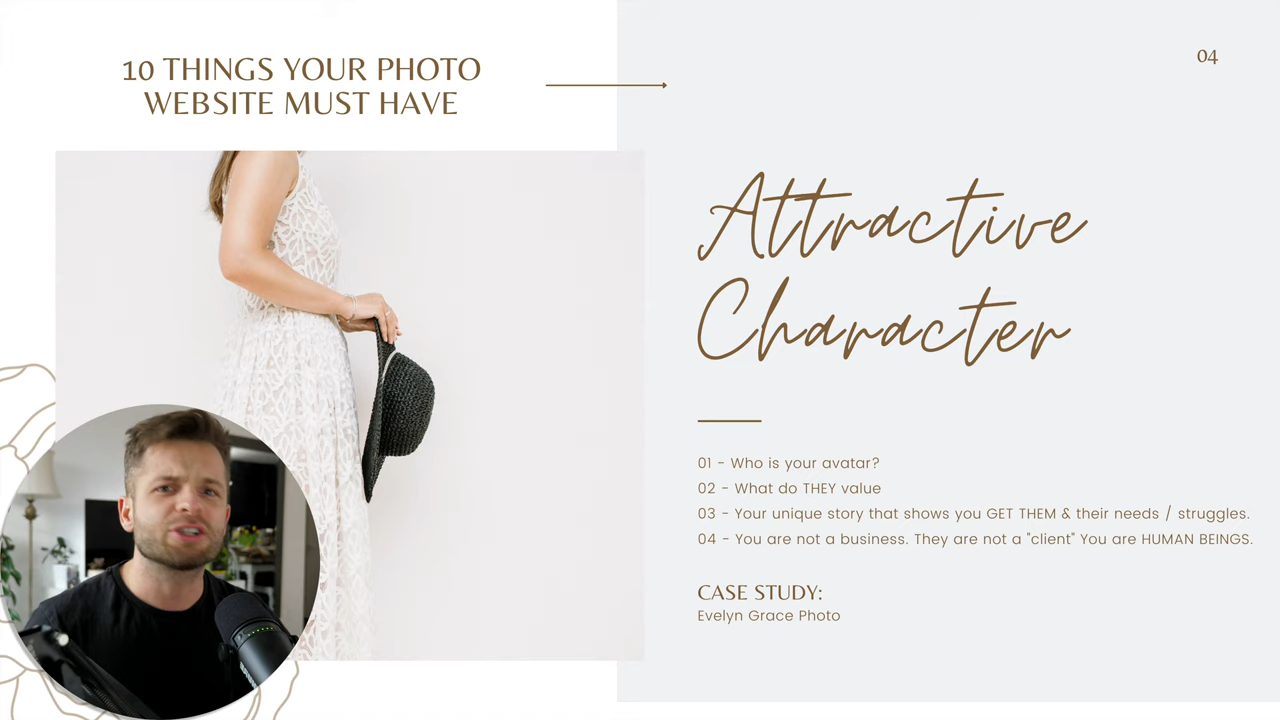 10 THINGS YOUR PHOTO
WEBSITE MUST HAVE
04
Attractive
Character
01 - Who is your avatar?
02 - What do THEY value
03 - Your unique story that shows you GET THEM & their needs / struggles.
04 - You are not a business. They are not a "client" You are HUMAN BEINGS.
CASE STUDY:
Evelyn Grace Photo